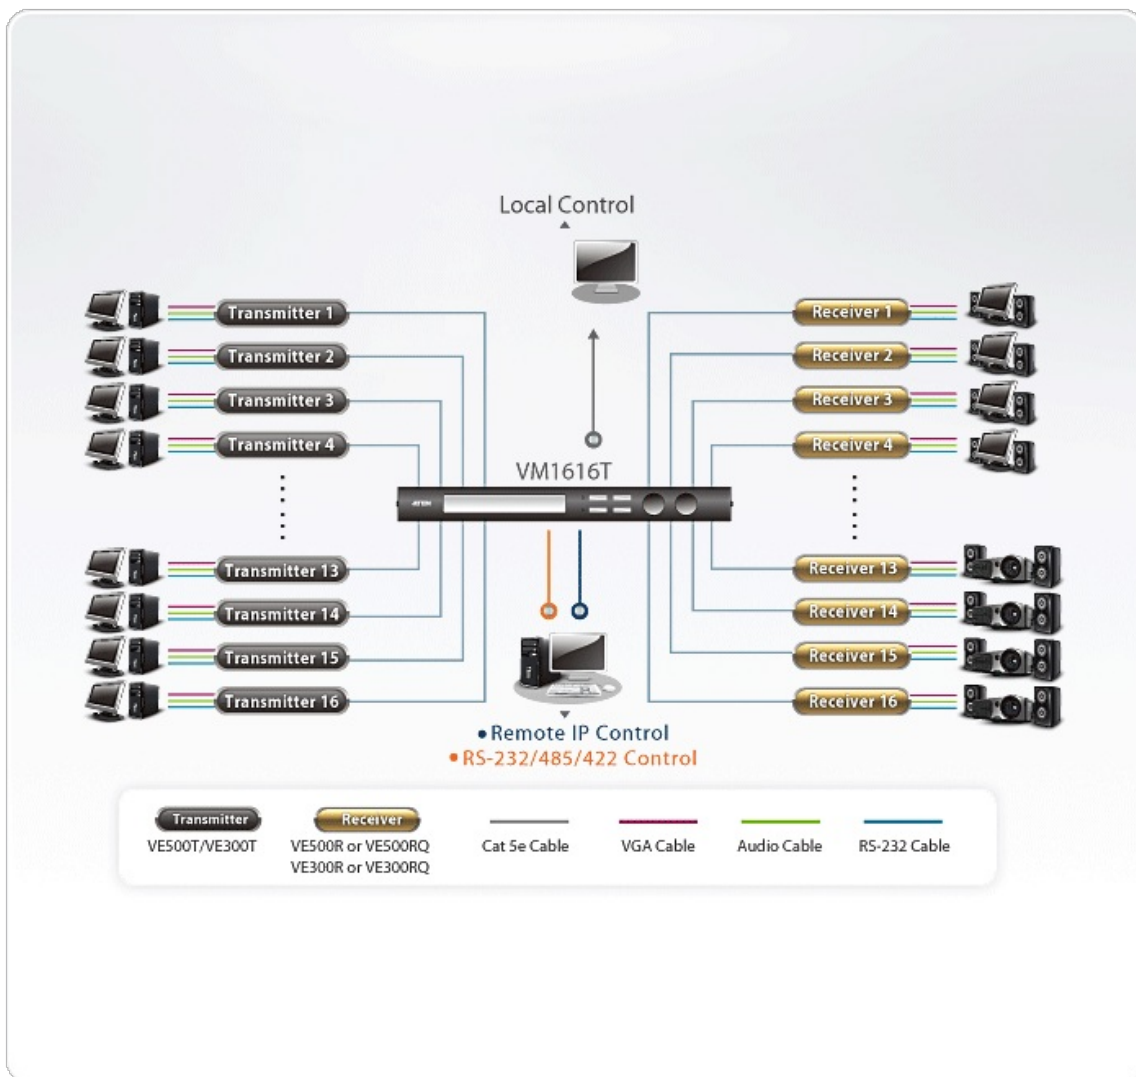 Local Control
Transmitter 1
Transmitter 2
Transmitter 3
Transmitter 4
Receiver 1
Receiver 2
Receiver 3
Receiver 4
VM1616T
ATEN
Transmitter 13
Transmitter 14
Transmitter 15
Transmitter 16
Receiver 13
Receiver 14
Receiver 15
Receiver 16
• Remote IP Control
• RS-232/485/422 Control
Transmitter
VE500T/VE300T
Receiver
VE500R or VE500RQ
VE300R or VE300RQ
Cat 5e Cable
VGA Cable
Audio Cable
RS-232 Cable